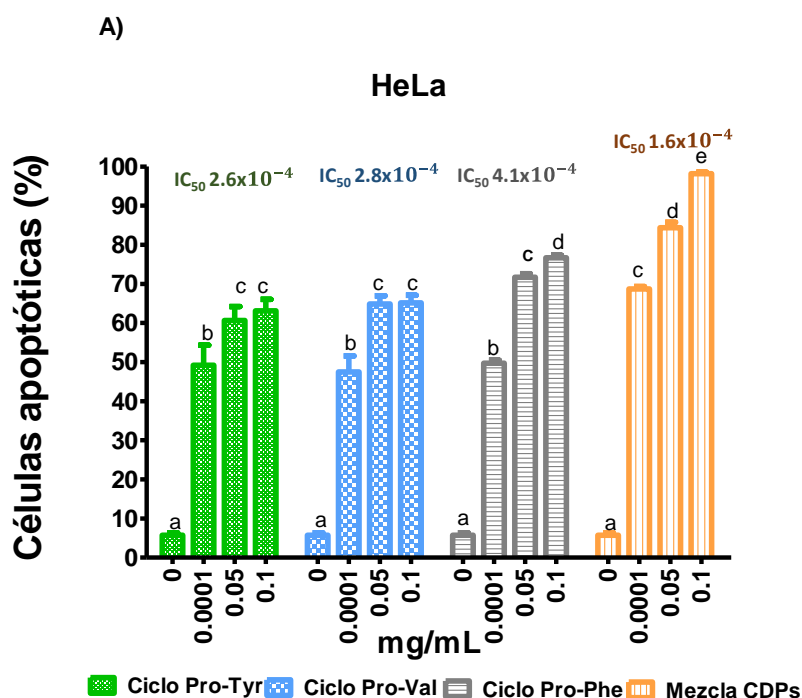 A)
HeLa
IC50 2.6x10−4 IC50 2.8x10−4 IC50 4.1x10−4 IC50 1.6x10−4
Células apoptóticas (%)
100
90
80
70
60
50
40
30
20
10
0
a b c c a b c c a b c d a c d e
0 0.0001 0.05 0.1 0 0.0001 0.05 0.1 0 0.0001 0.05 0.1 0 0.0001 0.05 0.1
mg/mL
Ciclo Pro-Tyr Ciclo Pro-Val Ciclo Pro-Phe Mezcla CDPs